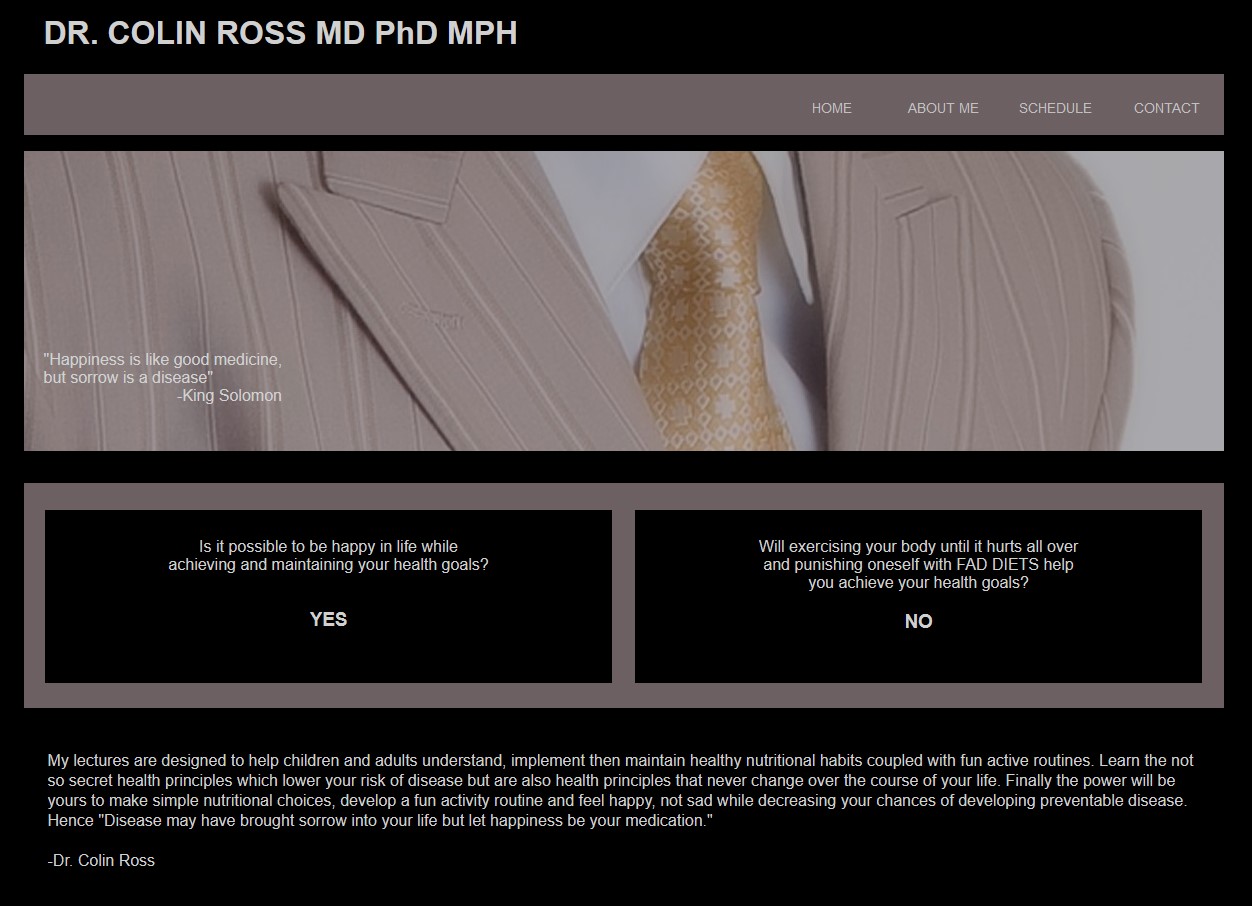 DR. COLIN ROSS MD PhD MPH
HOME ABOUT ME SCHEDULE CONTACT
"Happiness is like good medicine,
but sorrow is a disease"
-King Solomon
Is it possible to be happy in life while
achieving and maintaining your health goals?
YES
Will exercising your body until it hurts all over
and punishing oneself with FAD DIETS help
you achieve your health goals?
NO
My lectures are designed to help children and adults understand, implement then maintain healthy nutritional habits coupled with fun active routines. Learn the not
so secret health principles which lower your risk of disease but are also health principles that never change over the course of your life. Finally the power will be
yours to make simple nutritional choices, develop a fun activity routine and feel happy, not sad while decreasing your chances of developing preventable disease.
Hence "Disease may have brought sorrow into your life but let happiness be your medication."
-Dr. Colin Ross